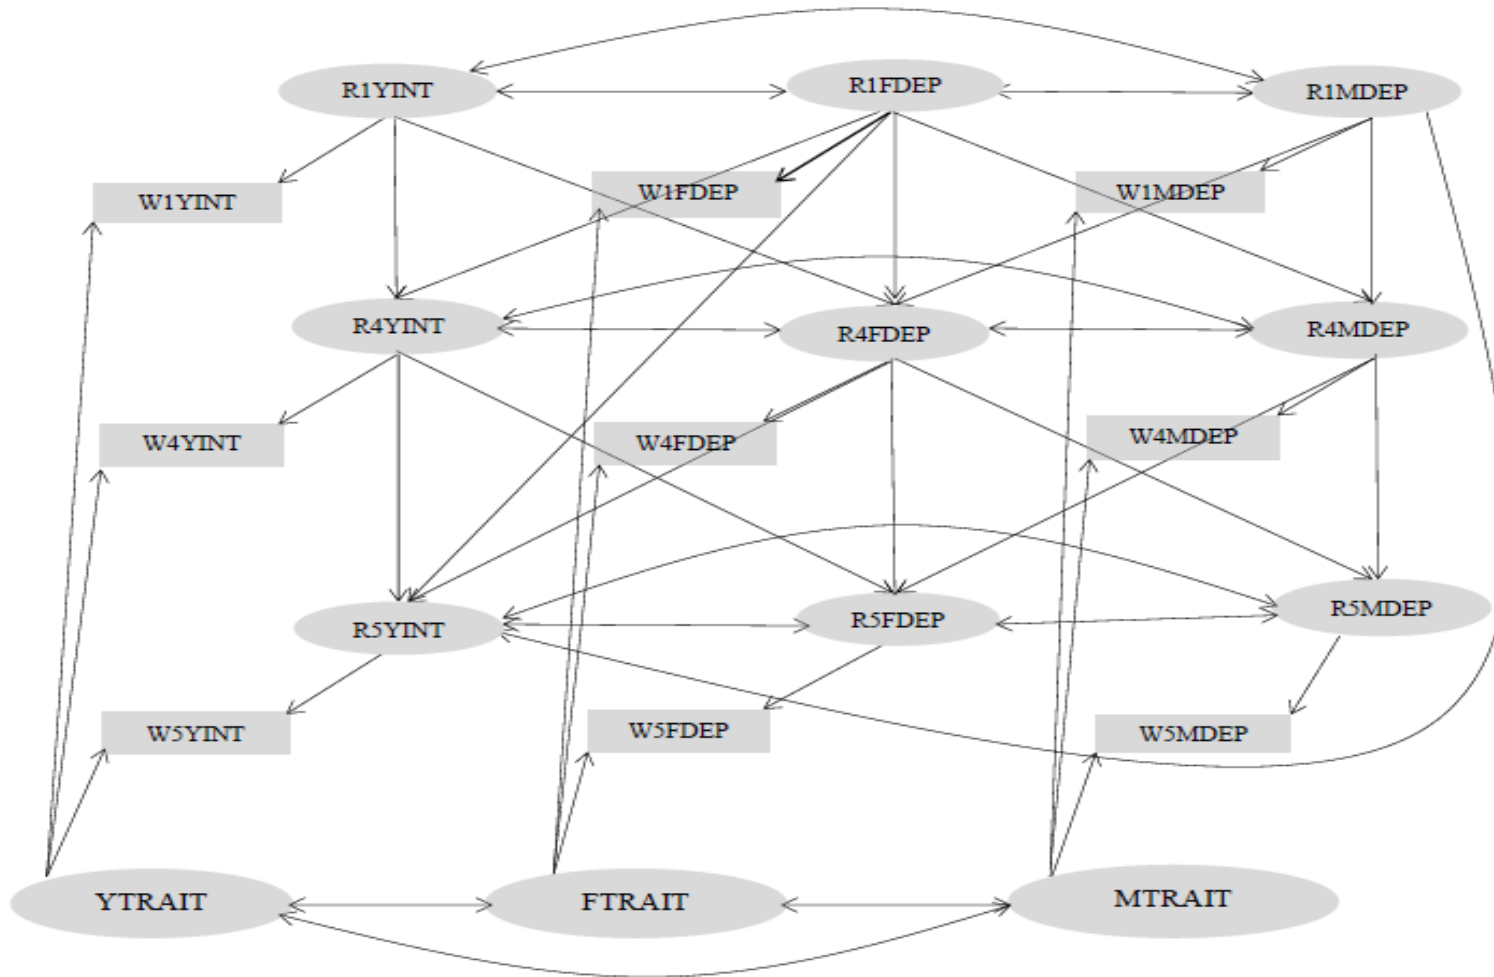 R1YINT
R1FDEP
R1MDEP
W1YINT
W1FDEP
W1MDEP
R4YINT
R4FDEP
R4MDEP
W4YINT
W4FDEP
W4MDEP
R5YINT
R5FDEP
R5MDEP
W5YINT
W5FDEP
W5MDEP
YTRAIT
FTRAIT
MTRAIT